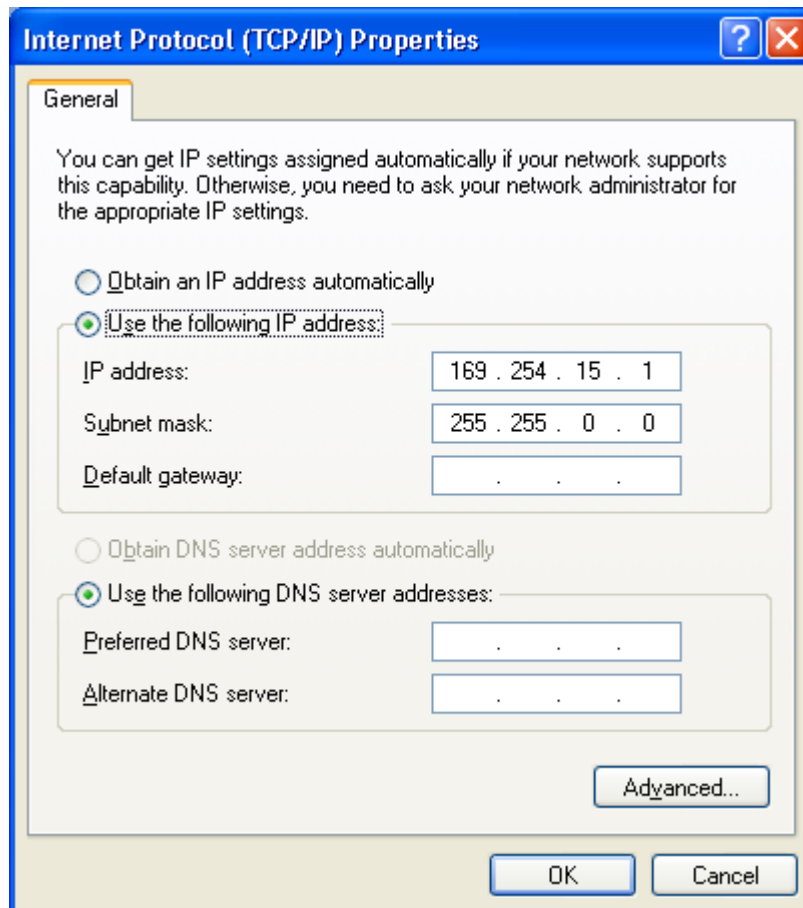 Internet Protocol (TCP/IP) Properties
General
You can get IP settings assigned automatically if your network supports
this capability. Otherwise, you need to ask your network administrator for
the appropriate IP settings.
Obtain an IP address automatically
Use the following IP address:
IP address: 169 . 254 . 15 . 1
Subnet mask: 255 . 255 . 0 . 0
Default gateway: . . .
Obtain DNS server address automatically
Use the following DNS server addresses:
Preferred DNS server: . . .
Alternate DNS server: . . .
Advanced...
OK Cancel